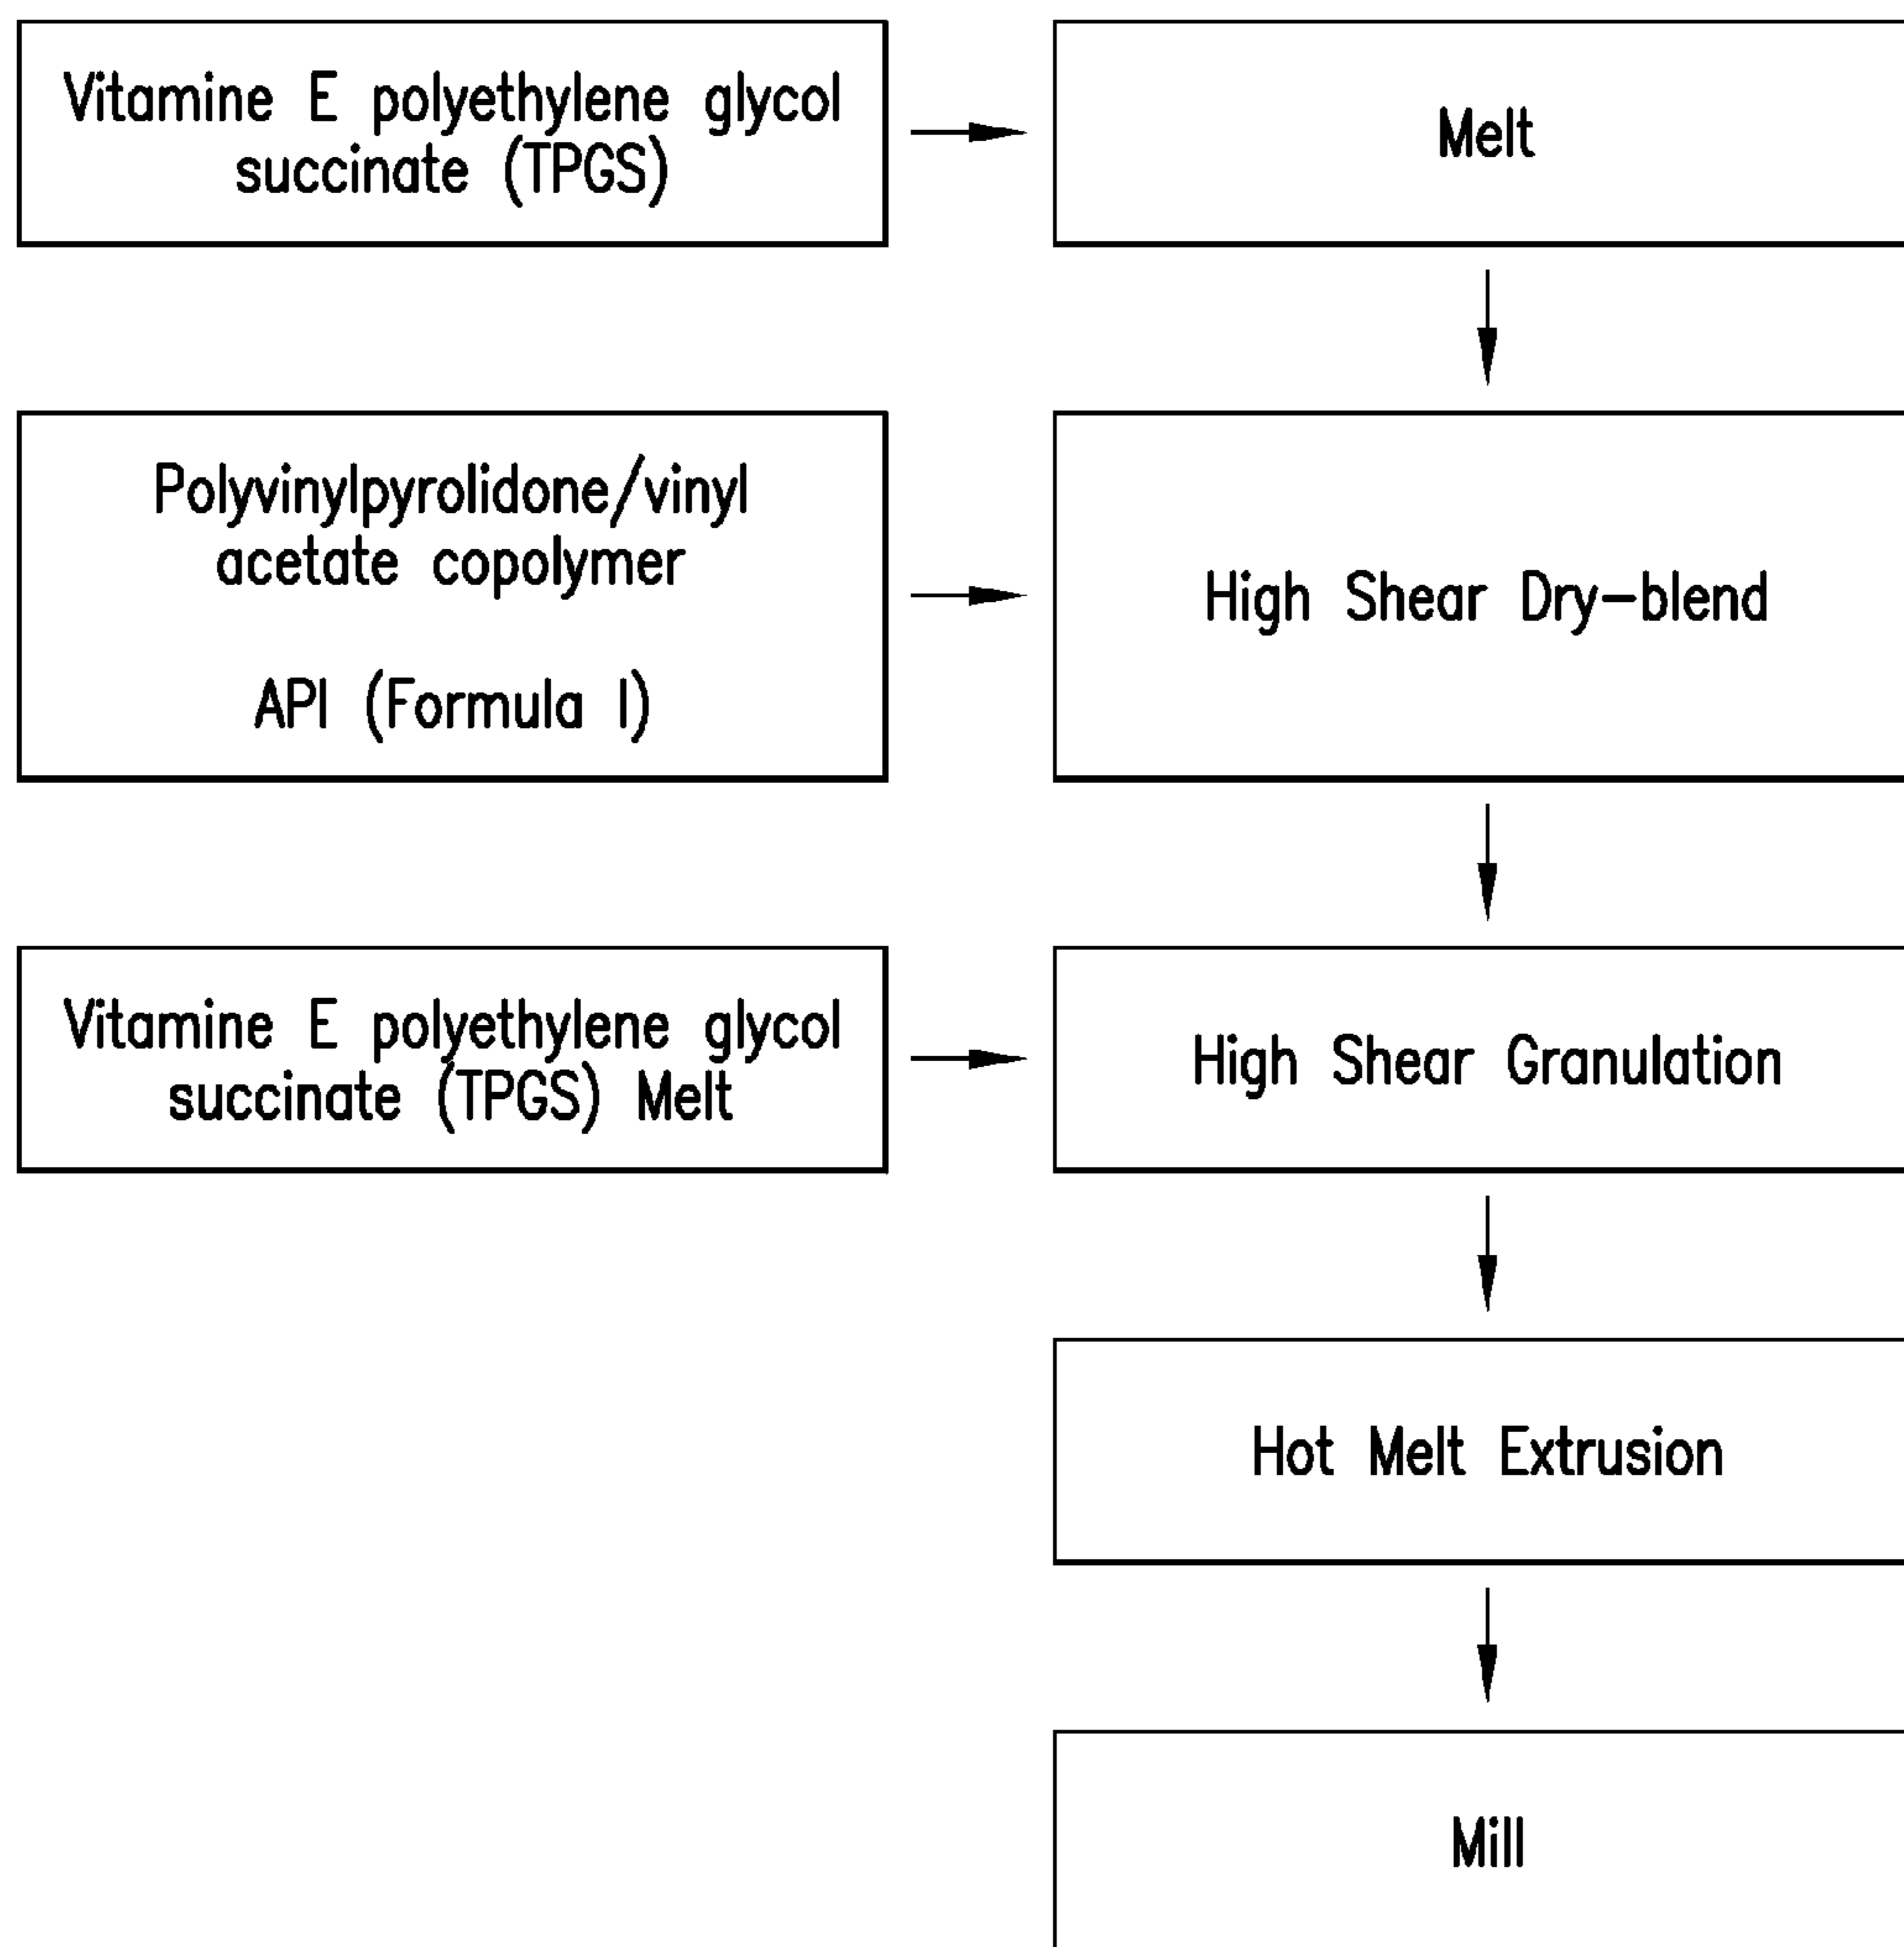 Vitamine E polyethylene glycol
succinate (TPGS)
Melt
Polyvinylpyrolidone/vinyl
acetate copolymer
API (Formula I)
High Shear Dry-blend
Vitamine E polyethylene glycol
succinate (TPGS) Melt
High Shear Granulation
Hot Melt Extrusion
Mill